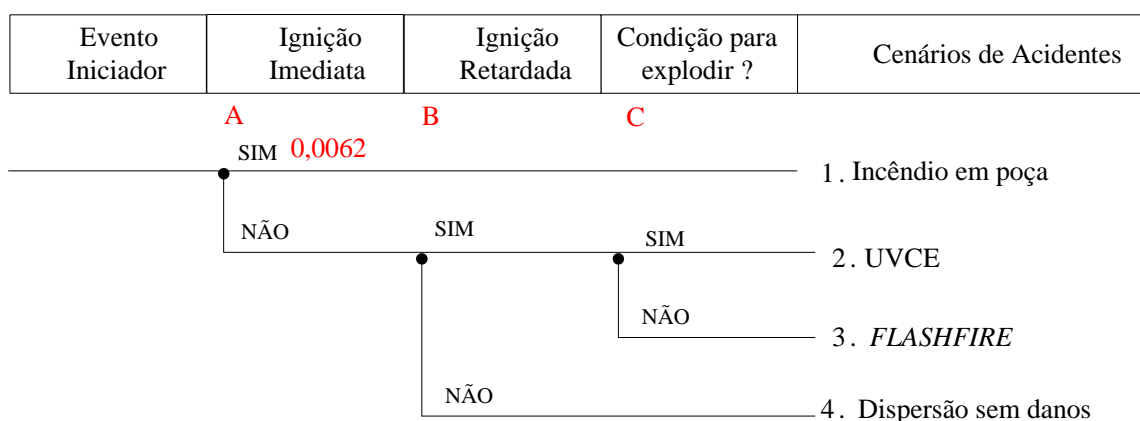 Evento
Iniciador
Ignição
Imediata
Ignição
Retardada
Condição para
explodir ?
Cenários de Acidentes
A
B
C
SIM 0,0062
1 . Incêndio em poça
NÃO
SIM
SIM
2 . UVCE
NÃO
3 . FLASHFIRE
NÃO
4 . Dispersão sem danos